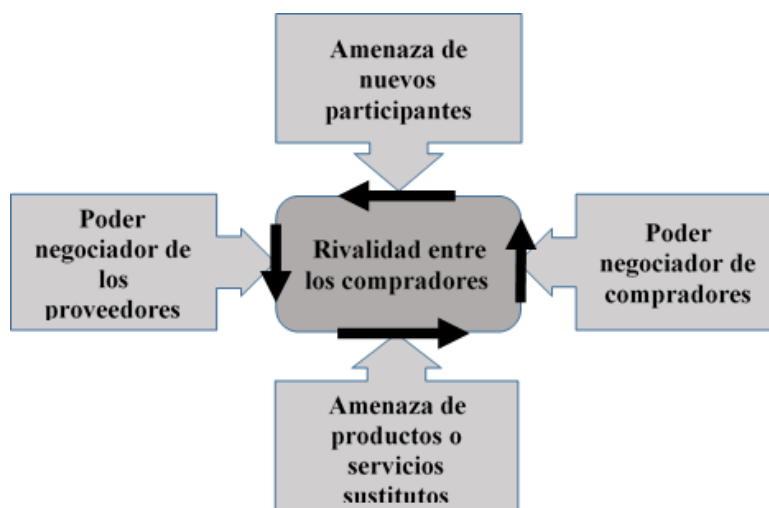 Amenaza de
nuevos
participantes
Poder
negociador de
los
proveedores
Rivalidad entre
los compradores
Poder
negociador de
compradores
Amenaza de
productos o
servicios
sustitutos